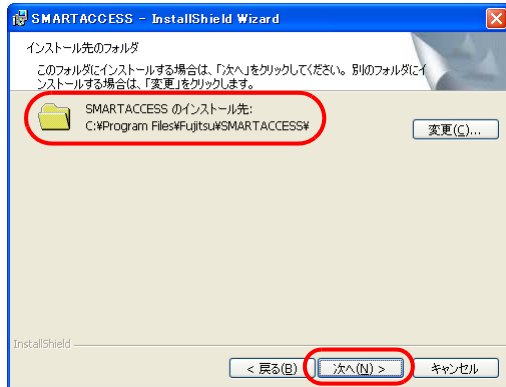 SMARTACCESS - InstallShield Wizard
インストール先のフォルダ
このフォルダにインストールする場合は、「次へ」をクリックしてください。別のフォルダにイ
ンストールする場合は、「変更」をクリックします。
SMARTACCESS のインストール先:
C:¥Program Files¥Fujitsu¥SMARTACCESS¥
変更(C)...
InstallShield
< 戻る(B)
次へ(N) >
キャンセル